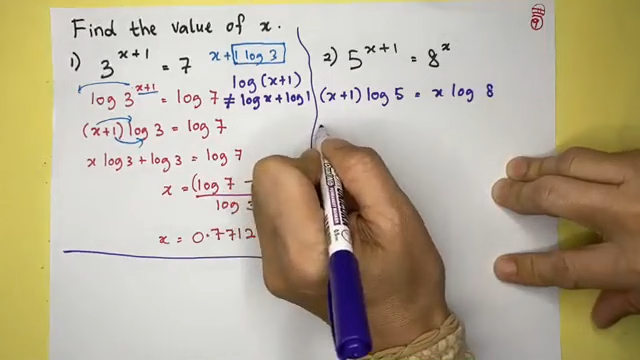 Find the value of x.
1) 3^(x+1) = 7
x+1 log 3
log 3^(x+1) = log 7
log (x+1)
≠ log x + log 1
(x+1) log 3 = log 7
x log 3 + log 3 = log 7
x = (log 7 -
log
x = 0.7712
2) 5^(x+1) = 8^x
(x+1) log 5 = x log 8